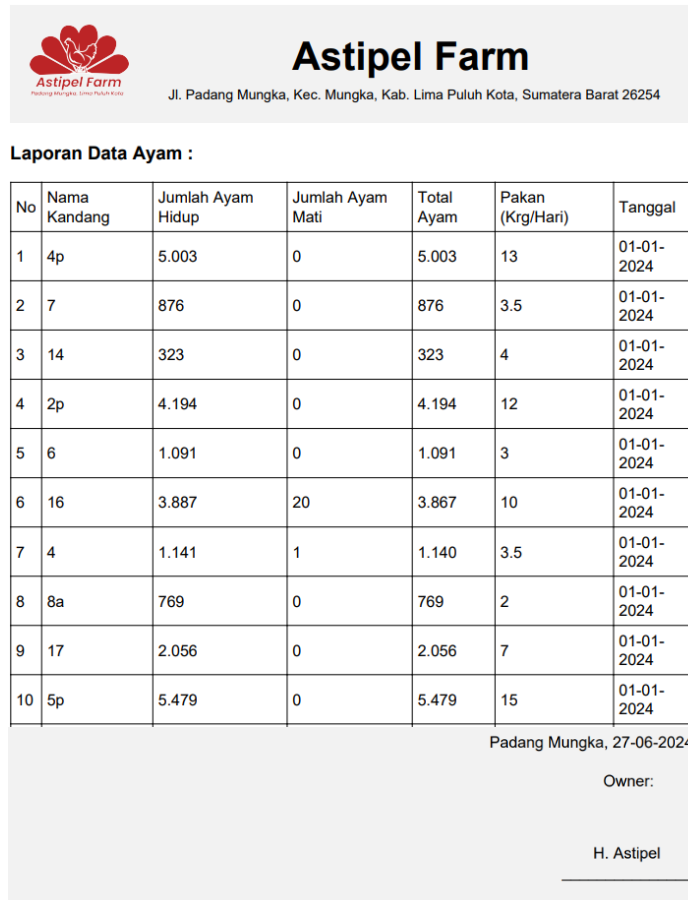 Astipel Farm
Padang Mungka, Lima Puluh Kota
Astipel Farm
Jl. Padang Mungka, Kec. Mungka, Kab. Lima Puluh Kota, Sumatera Barat 26254
Laporan Data Ayam :
No Nama Kandang Jumlah Ayam Hidup Jumlah Ayam Mati Total Ayam Pakan (Krg/Hari) Tanggal
1 4p 5.003 0 5.003 13 01-01-2024
2 7 876 0 876 3.5 01-01-2024
3 14 323 0 323 4 01-01-2024
4 2p 4.194 0 4.194 12 01-01-2024
5 6 1.091 0 1.091 3 01-01-2024
6 16 3.887 20 3.867 10 01-01-2024
7 4 1.141 1 1.140 3.5 01-01-2024
8 8a 769 0 769 2 01-01-2024
9 17 2.056 0 2.056 7 01-01-2024
10 5p 5.479 0 5.479 15 01-01-2024
Padang Mungka, 27-06-2024
Owner:
H. Astipel